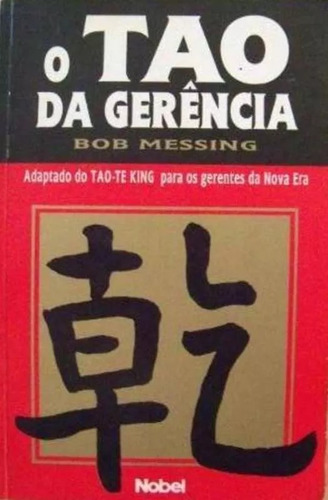 O TAO
DA GERÊNCIA
BOB MESSING
Adaptado do TAO-TE KING para os gerentes da Nova Era
乾
Nobel